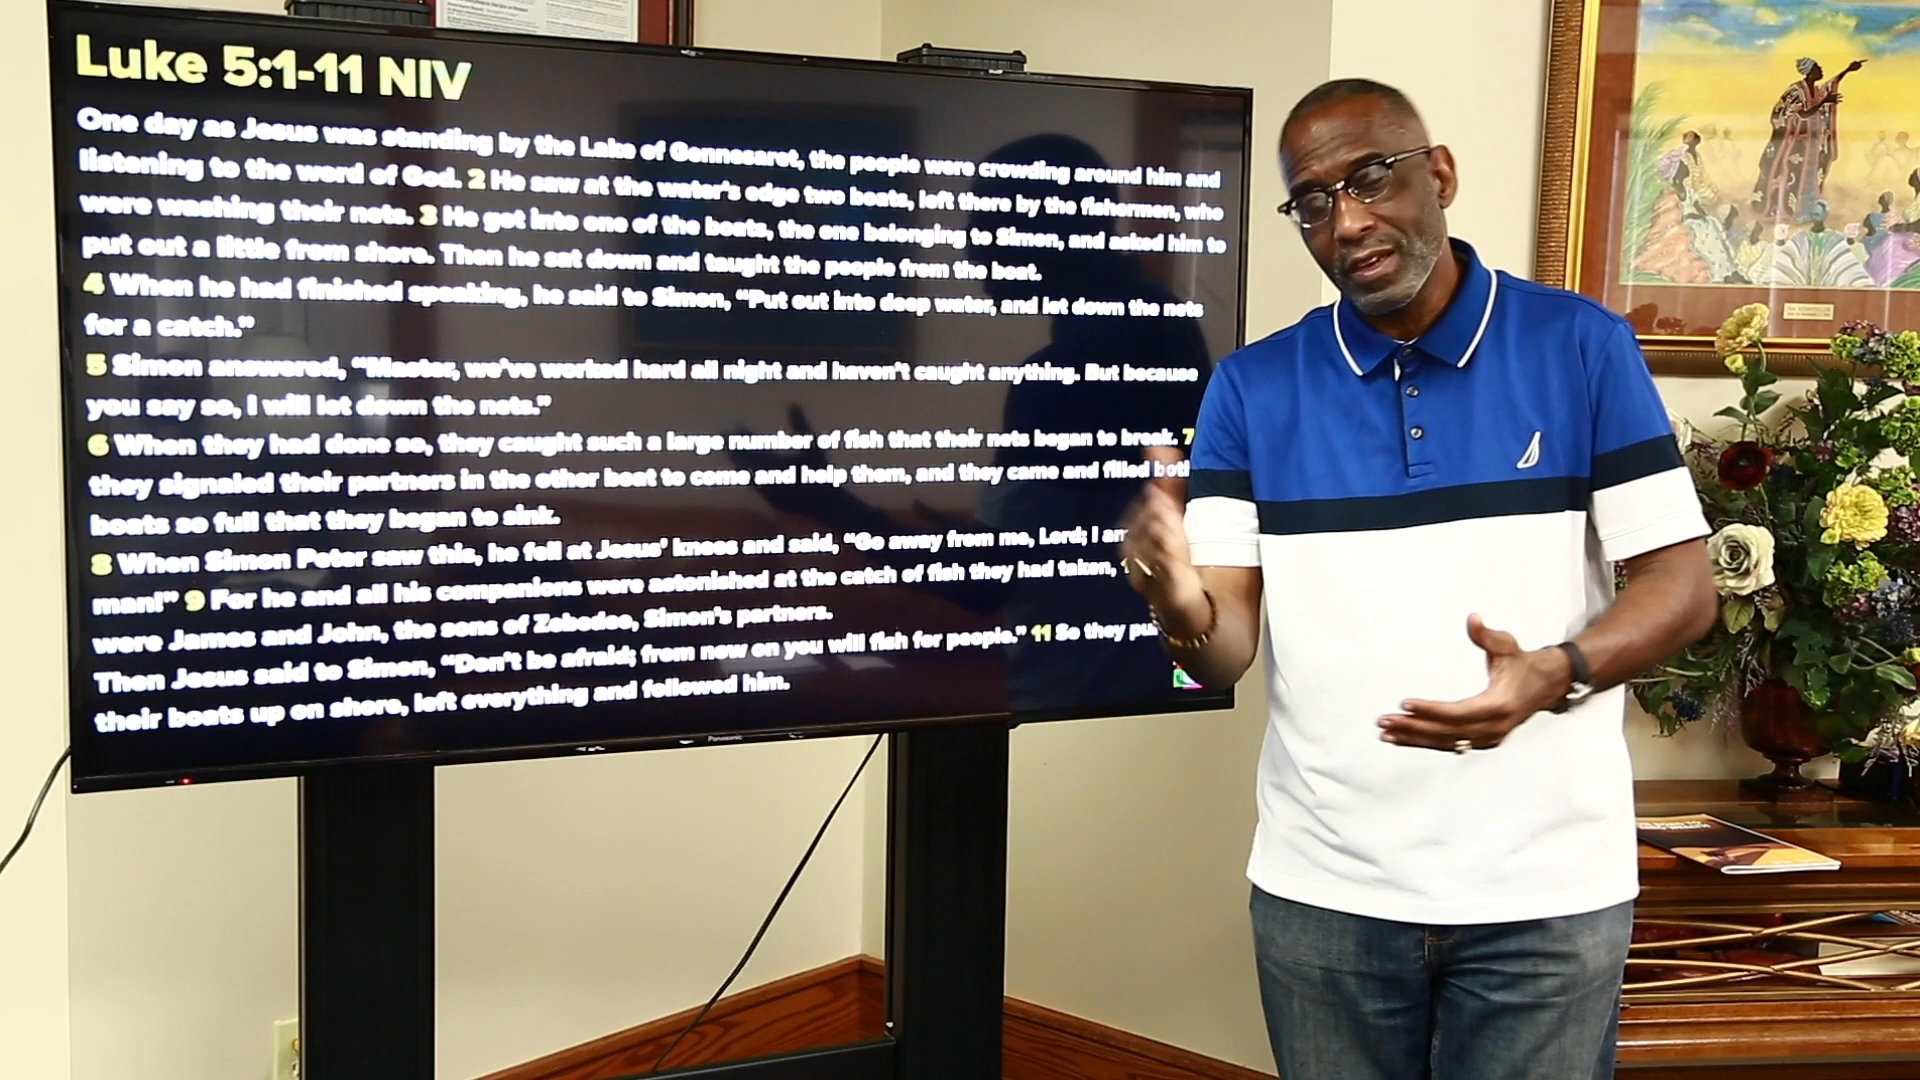 Luke 5:1-11 NIV
One day as Jesus was standing by the Lake of Gennesaret, the people were crowding around him and
listening to the word of God. 2 He saw at the water's edge two boats, left there by the fishermen, who
were washing their nets. 3 He got into one of the boats, the one belonging to Simon, and asked him to
put out a little from shore. Then he sat down and taught the people from the boat.
4 When he had finished speaking, he said to Simon, “Put out into deep water, and let down the nets
for a catch.”
5 Simon answered, “Master, we’ve worked hard all night and haven’t caught anything. But because
you say so, I will let down the nets.”
6 When they had done so, they caught such a large number of fish that their nets began to break. 7
they signaled their partners in the other boat to come and help them, and they came and filled both
boats so full that they began to sink.
8 When Simon Peter saw this, he fell at Jesus’ knees and said, “Go away from me, Lord; I am
man!” 9 For he and all his companions were astonished at the catch of fish they had taken,
were James and John, the sons of Zebedee, Simon’s partners.
Then Jesus said to Simon, “Don’t be afraid; from now on you will fish for people.” 11 So they pu
their boats up on shore, left everything and followed him.
Panasonic
THE STORYTELLER